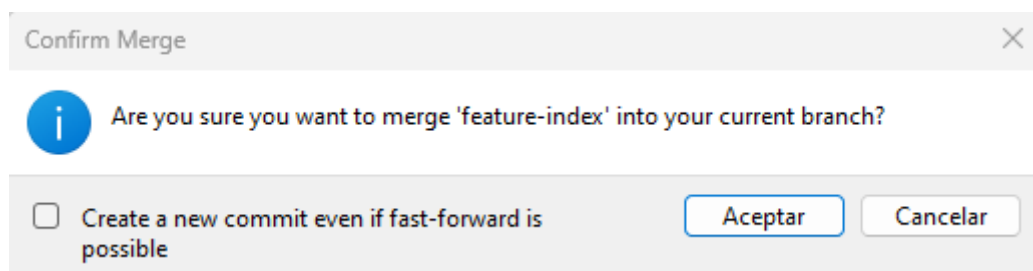 Confirm Merge
Are you sure you want to merge 'feature-index' into your current branch?
Create a new commit even if fast-forward is
possible
Aceptar
Cancelar